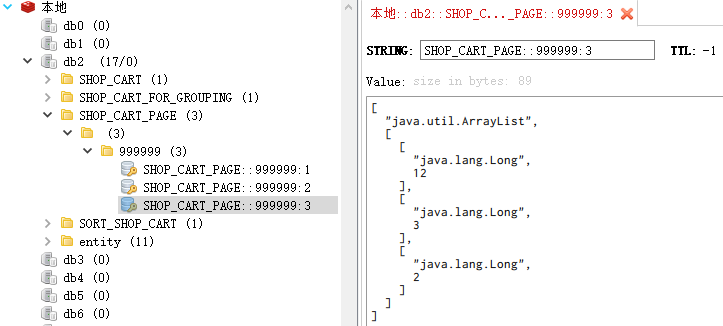 本地
db0 (0)
db1 (0)
db2 (17/0)
SHOP_CART (1)
SHOP_CART_FOR_GROUPING (1)
SHOP_CART_PAGE (3)
(3)
999999 (3)
SHOP_CART_PAGE::999999:1
SHOP_CART_PAGE::999999:2
SHOP_CART_PAGE::999999:3
SORT_SHOP_CART (1)
entity (11)
db3 (0)
db4 (0)
db5 (0)
db6 (0)
本地::db2::SHOP_C..._PAGE::999999:3
STRING: SHOP_CART_PAGE::999999:3 TTL: -1
Value: size in bytes: 89
[
"java.util.ArrayList",
[
[
"java.lang.Long",
12
],
[
"java.lang.Long",
3
],
[
"java.lang.Long",
2
]
]
]